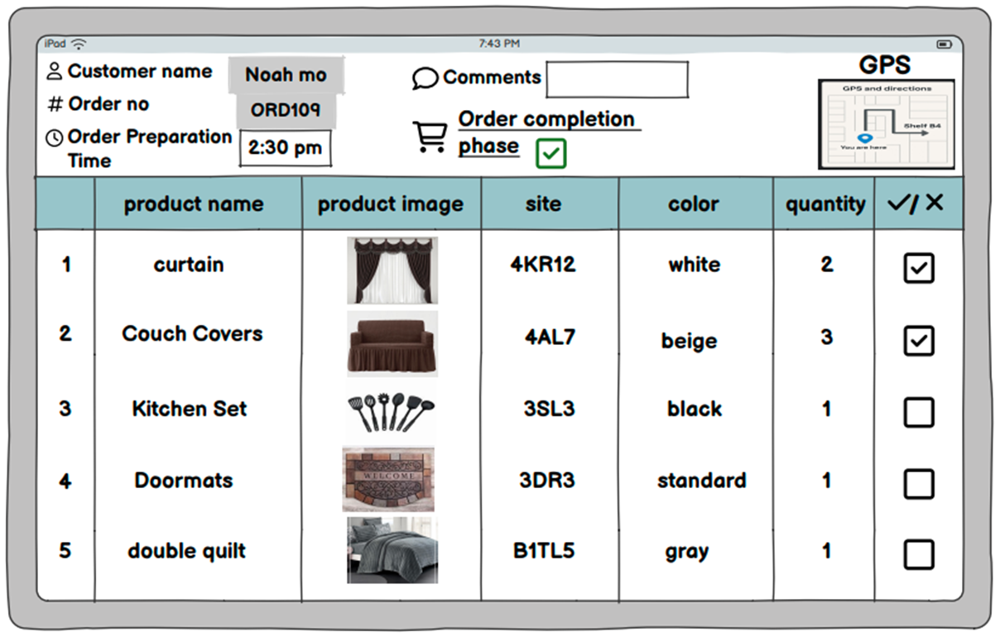 iPad 7:43 PM
Customer name Noah mo
# Order no ORD109
Order Preparation
Time
2:30 pm
Comments
Order completion
phase
GPS
GPS and directions
Shelf B4
You are here
product name product image site color quantity ✓/ ✕
1 curtain 4KR12 white 2
2 Couch Covers 4AL7 beige 3
3 Kitchen Set 3SL3 black 1
4 Doormats WELCOME 3DR3 standard 1
5 double quilt B1TL5 gray 1